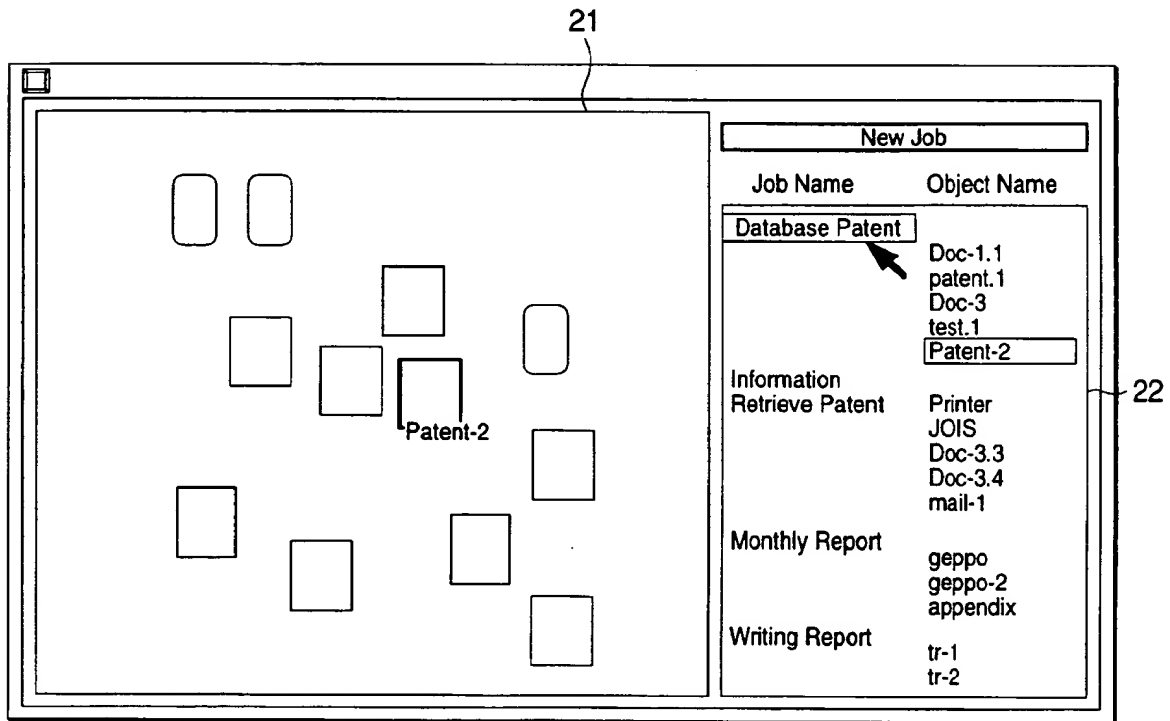 21
New Job
Job Name Object Name
Database Patent
Doc-1.1
patent.1
Doc-3
test.1
Patent-2
Information
Retrieve Patent Printer
JOIS
Doc-3.3
Doc-3.4
mail-1
Monthly Report
geppo
geppo-2
appendix
Writing Report
tr-1
tr-2
Patent-2
22